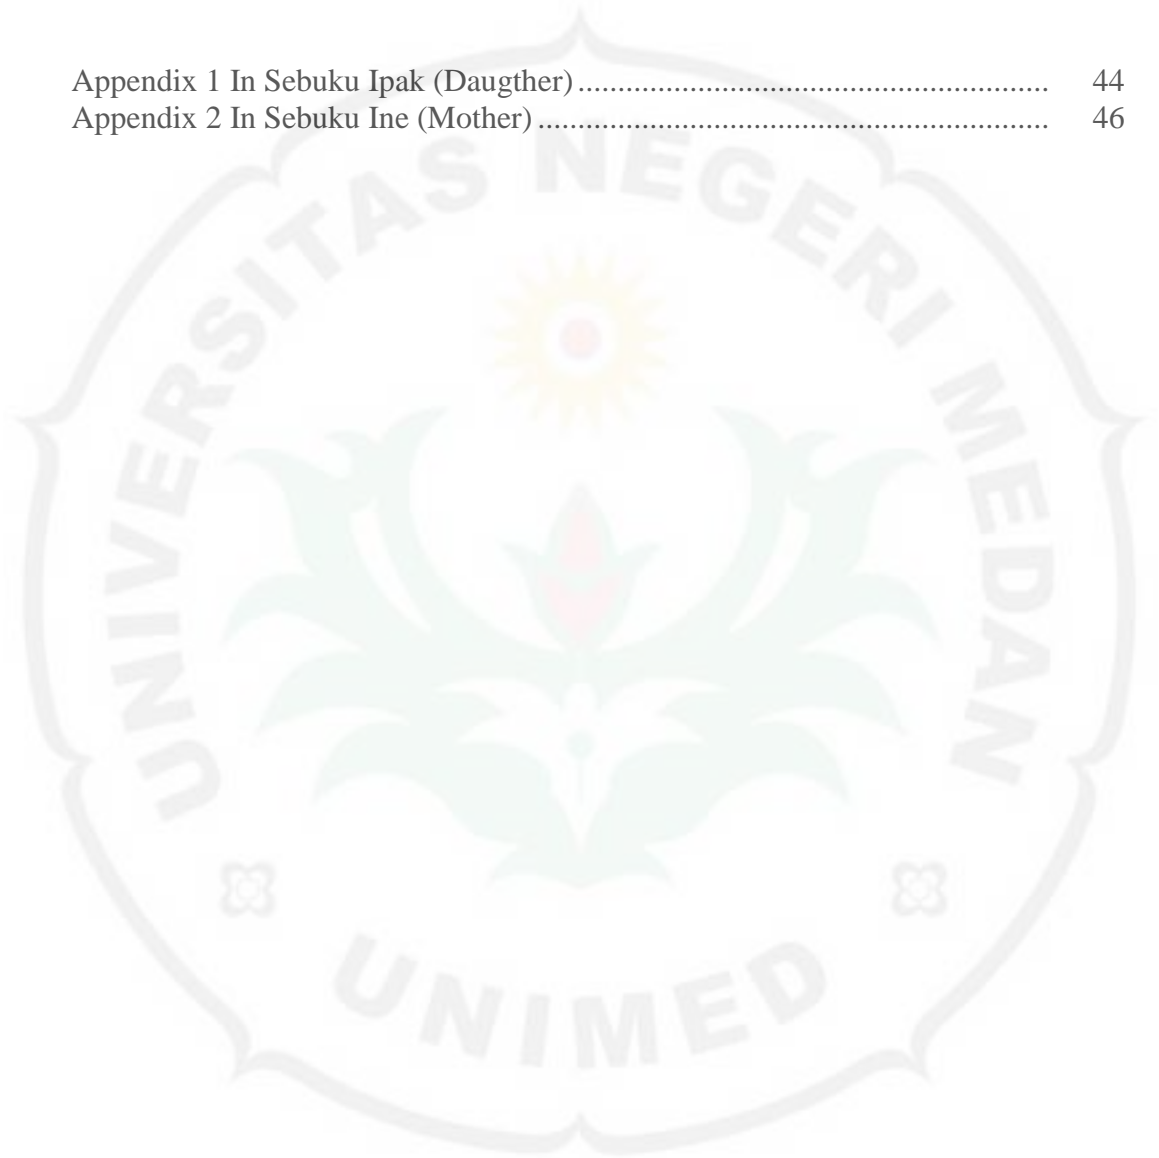 Appendix 1 In Sebuku Ipak (Daugther)............................................................ 44
Appendix 2 In Sebuku Ine (Mother)................................................................. 46
UNIVERSITAS NEGERI MEDAN
UNIMED